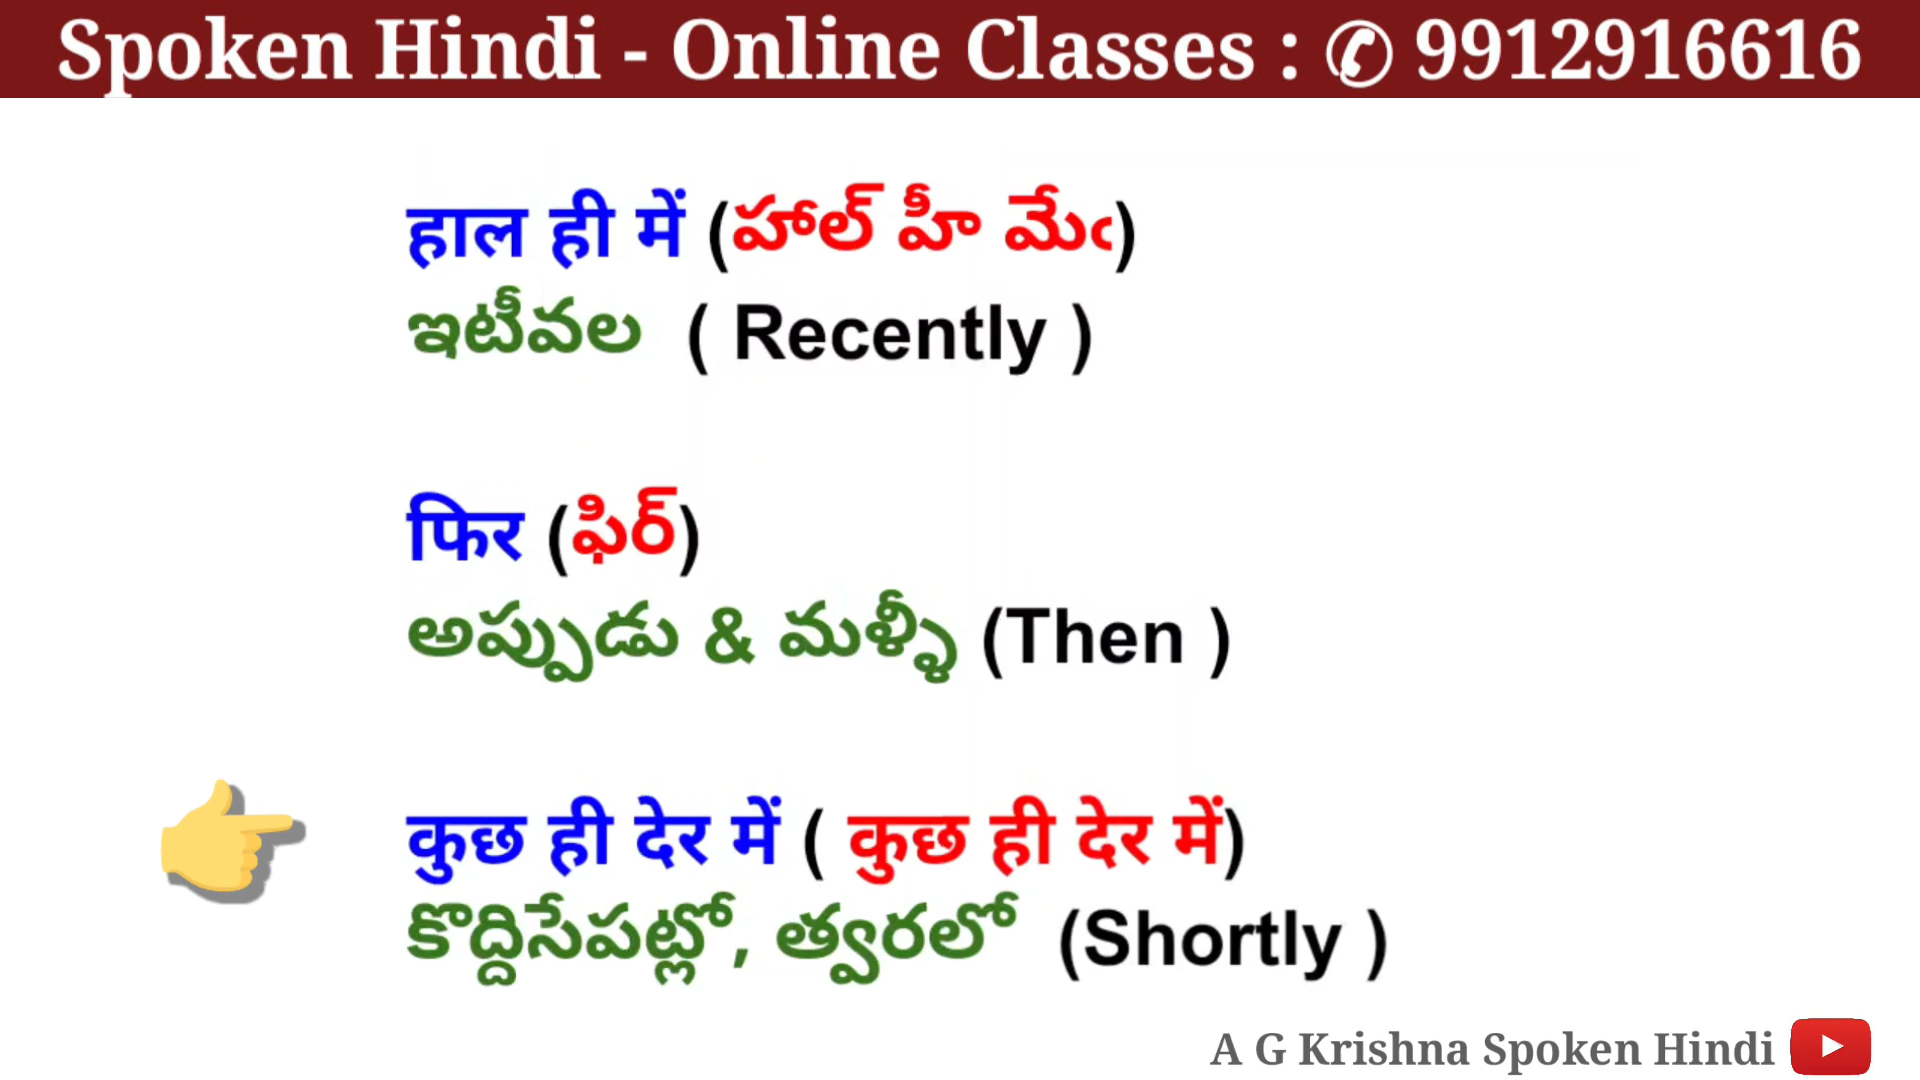 Spoken Hindi - Online Classes : ✆ 9912916616
हाल ही में (హాల్ హీ మేఁ)
ఇటీవల ( Recently )
फिर (ఫిర్)
అప్పుడు & మళ్ళీ (Then )
कुछ ही देर में ( कुछ ही देर में)
కొద్దిసేపట్లో, త్వరలో (Shortly )
A G Krishna Spoken Hindi